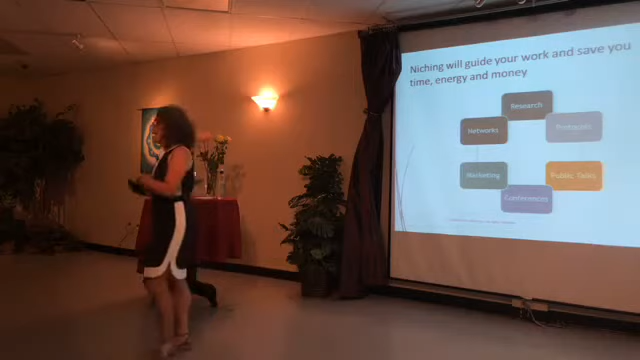 Niching will guide your work and save you
time, energy and money
Research
Networks
Protocols
Marketing
Public Talks
Conferences